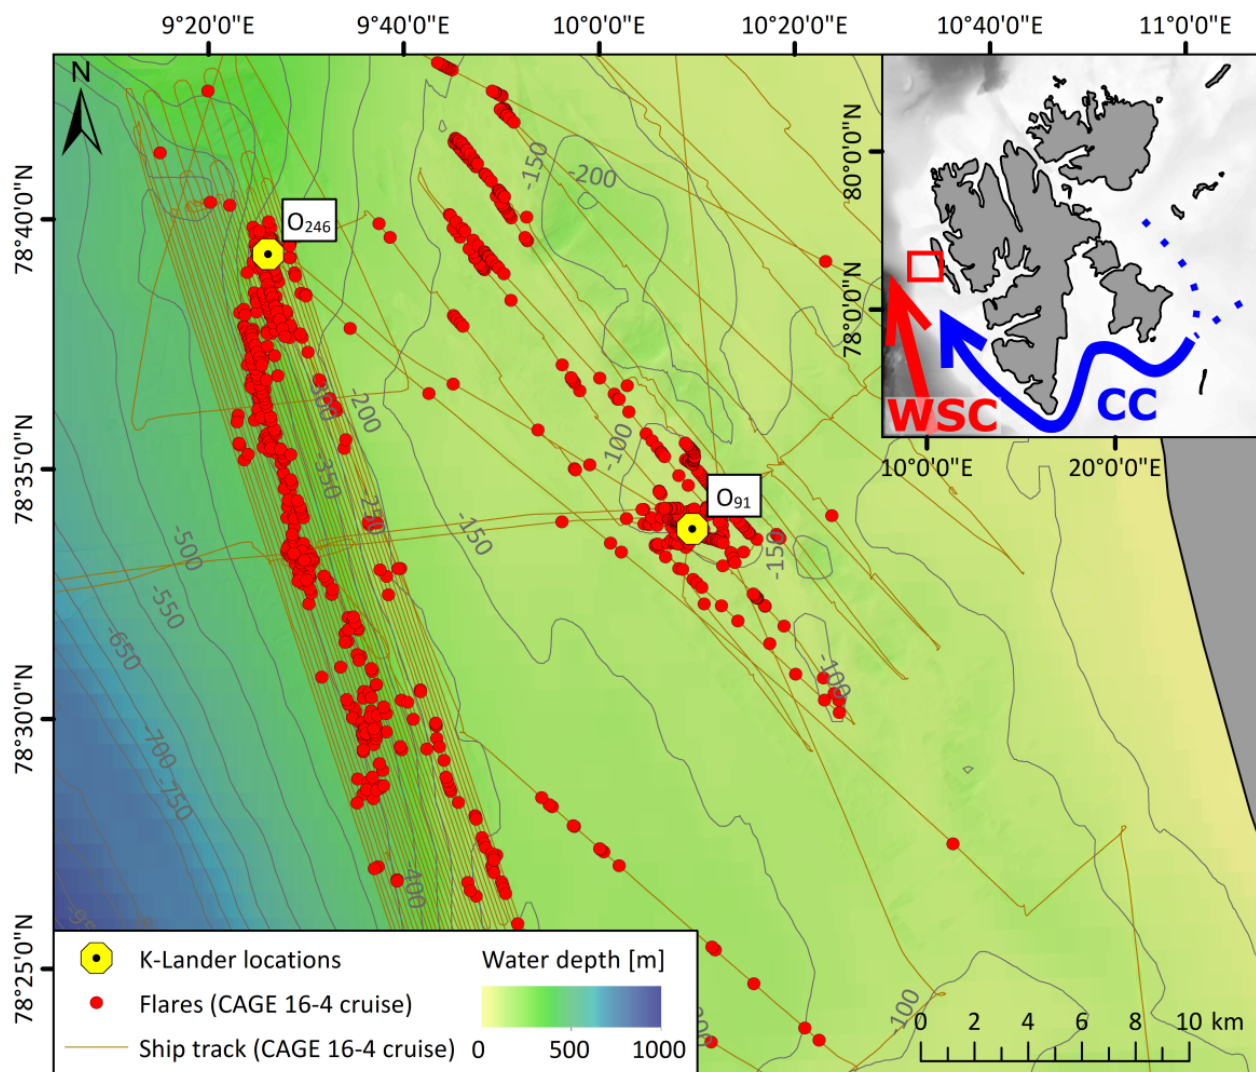 9°20'0"E 9°40'0"E 10°0'0"E 10°20'0"E 10°40'0"E 11°0'0"E
N
78°40'0"N
78°35'0"N
78°30'0"N
78°25'0"N
O246
O91
-150
-200
-200
-300
-350
-250
-100
-150
-150
-100
-500
-550
-650
-700
-750
-400
-100
80°0'0"N
78°0'0"N
WSC
CC
10°0'0"E 20°0'0"E
K-Lander locations
Flares (CAGE 16-4 cruise)
Ship track (CAGE 16-4 cruise)
Water depth [m]
0 500 1000
0 2 4 6 8 10 km